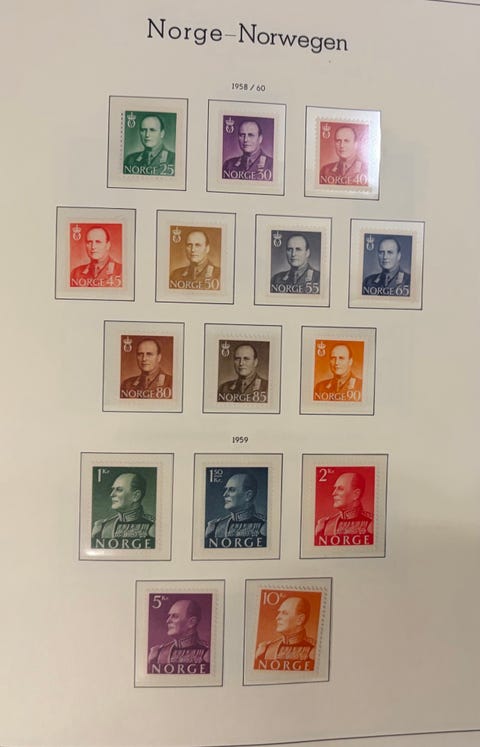 Norge–Norwegen
1958 / 60
NORGE 25
NORGE 30
NORGE 40
NORGE 45
NORGE 50
NORGE 55
NORGE 65
NORGE 80
NORGE 85
NORGE 90
1959
1 Kr.
NORGE
1 50 Kr.
NORGE
2 Kr.
NORGE
5 Kr.
NORGE
10 Kr.
NORGE